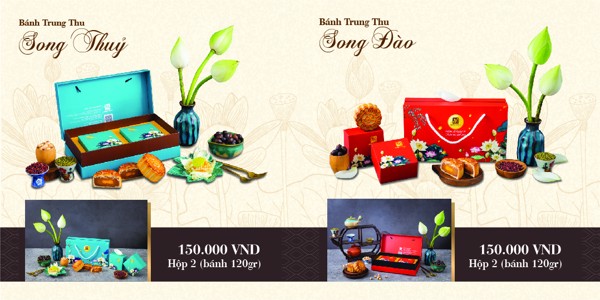 Bánh Trung Thu
Song Thuỷ
150.000 VND
Hộp 2 (bánh 120gr)
Bánh Trung Thu
Song Đào
150.000 VND
Hộp 2 (bánh 120gr)